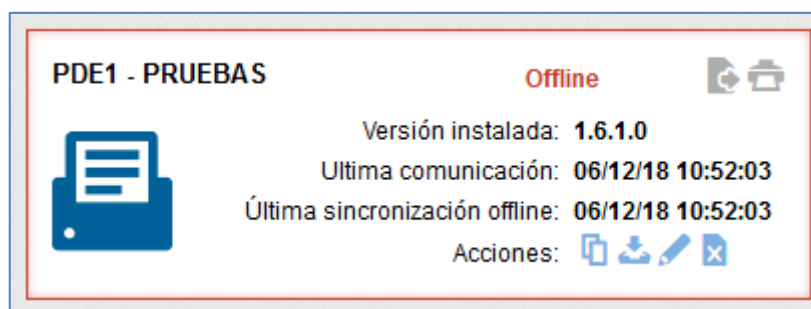 PDE1 - PRUEBAS Offline
Versión instalada: 1.6.1.0
Ultima comunicación: 06/12/18 10:52:03
Última sincronización offline: 06/12/18 10:52:03
Acciones: